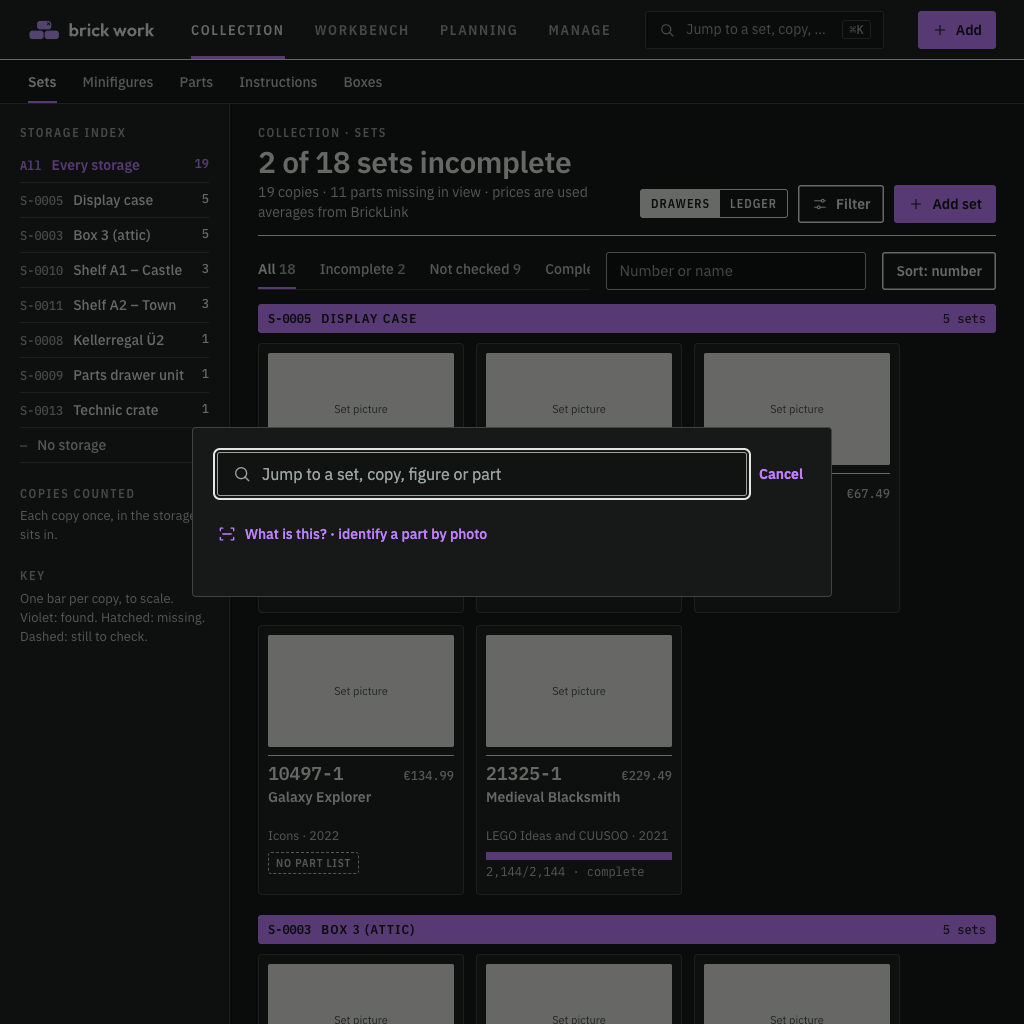 brick work
COLLECTION
WORKBENCH
PLANNING
MANAGE
Jump to a set, copy, ...
⌘K
Add
Sets
Minifigures
Parts
Instructions
Boxes
STORAGE INDEX
All Every storage 19
S-0005 Display case 5
S-0003 Box 3 (attic) 5
S-0010 Shelf A1 – Castle 3
S-0011 Shelf A2 – Town 3
S-0008 Kellerregal Ü2 1
S-0009 Parts drawer unit 1
S-0013 Technic crate 1
– No storage
COPIES COUNTED
Each copy once, in the storage
sits in.
KEY
One bar per copy, to scale.
Violet: found. Hatched: missing.
Dashed: still to check.
COLLECTION · SETS
2 of 18 sets incomplete
19 copies · 11 parts missing in view · prices are used
averages from BrickLink
DRAWERS
LEDGER
Filter
Add set
All 18
Incomplete 2
Not checked 9
Comple
Number or name
Sort: number
S-0005 DISPLAY CASE 5 sets
Set picture
Set picture
Set picture
€67.49
Jump to a set, copy, figure or part
Cancel
What is this? · identify a part by photo
Set picture
10497-1 €134.99
Galaxy Explorer
Icons · 2022
NO PART LIST
Set picture
21325-1 €229.49
Medieval Blacksmith
LEGO Ideas and CUUSOO · 2021
2,144/2,144 · complete
S-0003 BOX 3 (ATTIC) 5 sets
Set picture
Set picture
Set picture